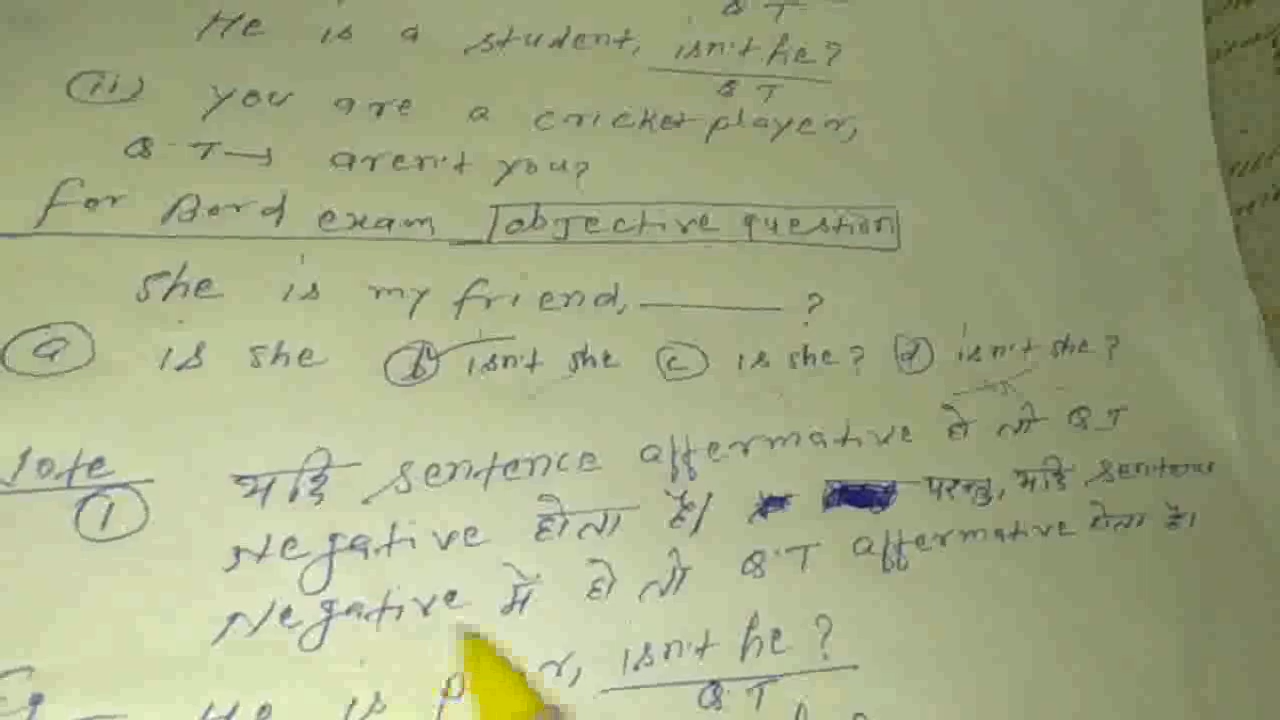 Q T
He is a student, isn't he?
Q T
(ii) you are a cricket player,
Q.T→ aren't you?
For Bord exam objective question
She is my friend, ______ ?
(a) is she (b) isn't she (c) is she? (d) isn't she?
Note यदि sentence affermative हो तो Q T
(1) Negative होता है। परन्तु, यदि sentence
Negative में हो तो Q.T affermative होता है।
He is isn't he?
Q T